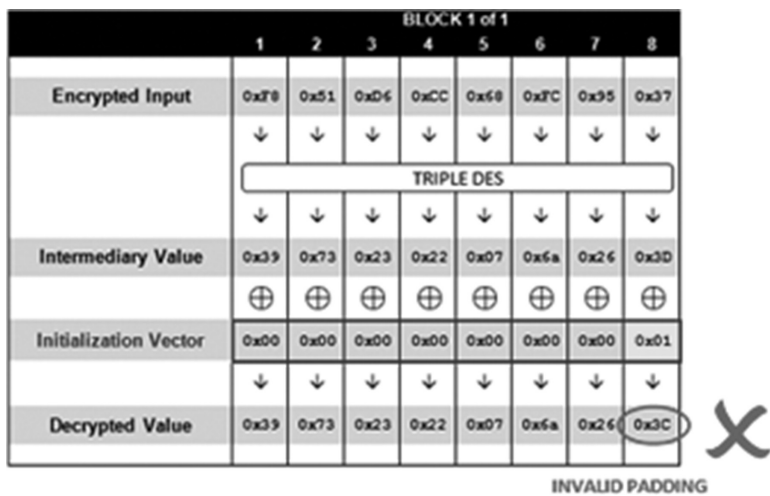 BLOCK 1 of 1
1 2 3 4 5 6 7 8
Encrypted Input 0xF8 0x51 0xD6 0xCC 0x68 0xFC 0x95 0x37
TRIPLE DES
Intermediary Value 0x39 0x73 0x23 0x22 0x07 0x6a 0x26 0x3D
Initialization Vector 0x00 0x00 0x00 0x00 0x00 0x00 0x00 0x01
Decrypted Value 0x39 0x73 0x23 0x22 0x07 0x6a 0x26 0x3C
INVALID PADDING